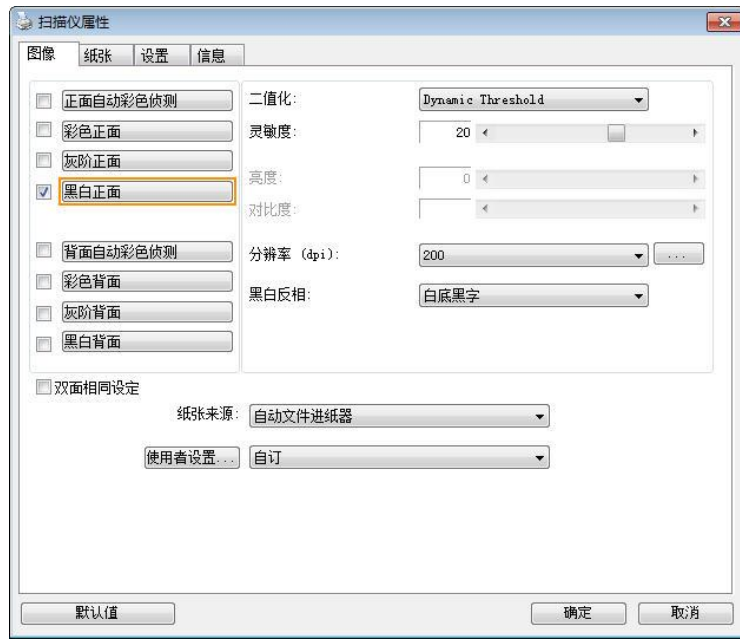 扫描仪属性
图像 纸张 设置 信息
正面自动彩色侦测
彩色正面
灰阶正面
黑白正面
背面自动彩色侦测
彩色背面
灰阶背面
黑白背面
二值化: Dynamic Threshold
灵敏度: 20
亮度: 0
对比度:
分辨率 (dpi): 200 ...
黑白反相: 白底黑字
双面相同设定
纸张来源: 自动文件进纸器
使用者设置... 自订
默认值 确定 取消